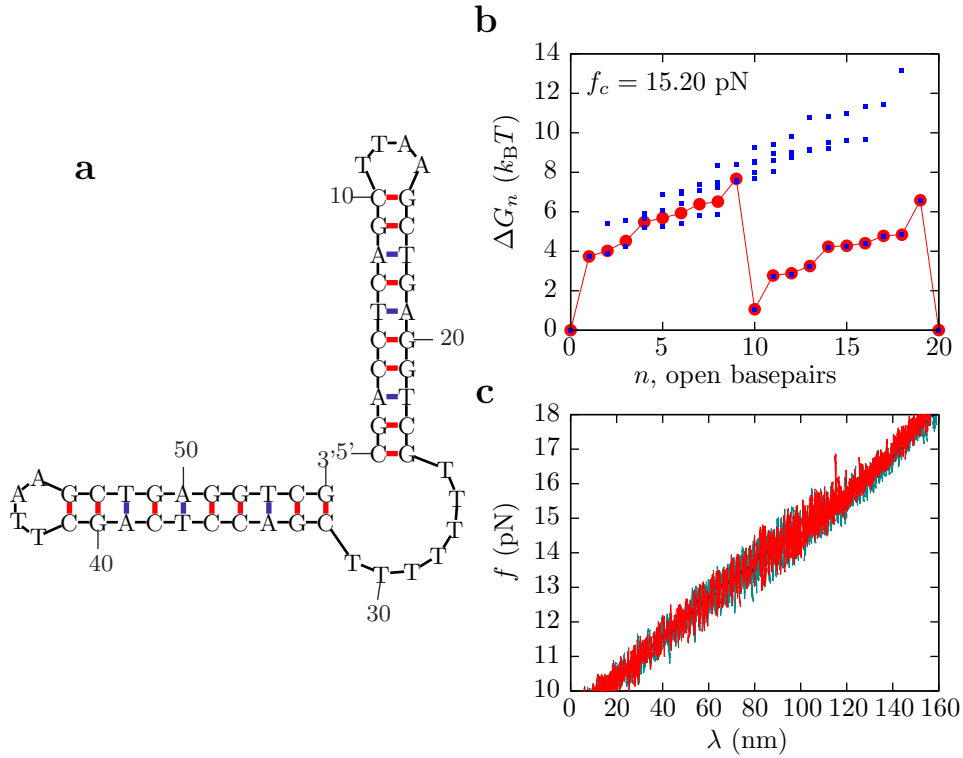 a
T A
T A
10 C G
G C
A T
C G
T A
C G 20
C G
A T
G C
3' 5' C G
T
T
T
T
T
T
T
30
50
A A G C T G A G G T C G
T T C G A C T C C A G C
40
b
f_c = 15.20 pN
ΔG_n (k_BT)
14
12
10
8
6
4
2
0
0 5 10 15 20
n, open basepairs
c
f (pN)
18
17
16
15
14
13
12
11
10
0 20 40 60 80 100 120 140 160
λ (nm)